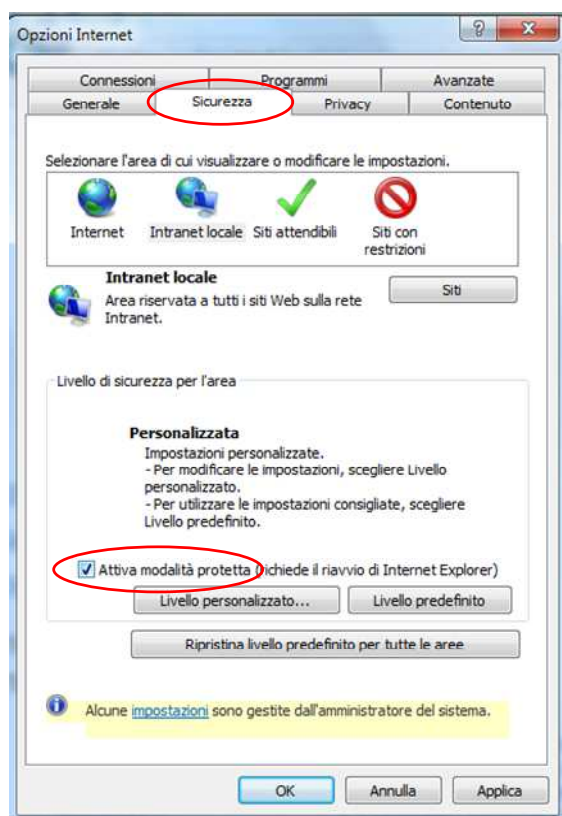 Opzioni Internet
Connessioni Programmi Avanzate
Generale Sicurezza Privacy Contenuto
Selezionare l'area di cui visualizzare o modificare le impostazioni.
Internet Intranet locale Siti attendibili Siti con
restrizioni
Intranet locale
Area riservata a tutti i siti Web sulla rete
Intranet.
Siti
Livello di sicurezza per l'area
Personalizzata
Impostazioni personalizzate.
- Per modificare le impostazioni, scegliere Livello
personalizzato.
- Per utilizzare le impostazioni consigliate, scegliere
Livello predefinito.
Attiva modalità protetta (richiede il riavvio di Internet Explorer)
Livello personalizzato... Livello predefinito
Ripristina livello predefinito per tutte le aree
Alcune impostazioni sono gestite dall'amministratore del sistema.
OK Annulla Applica